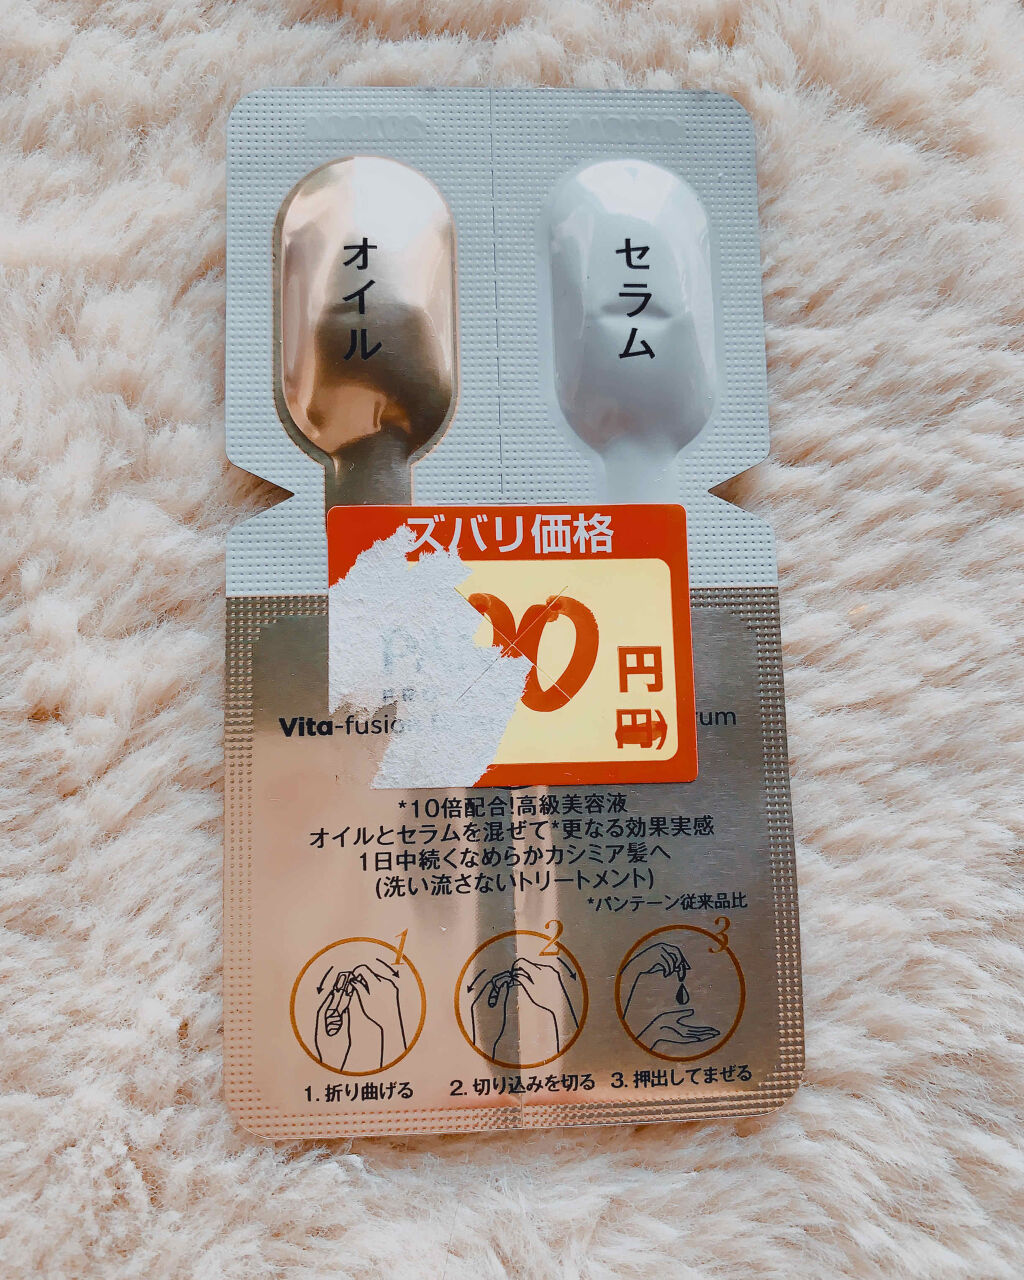 オイル
セラム
ズバリ価格
円
円)
Vita-fusio
rum
*10倍配合!高級美容液
オイルとセラムを混ぜて*更なる効果実感
1日中続くなめらかカシミア髪へ
(洗い流さないトリートメント)
*パンテーン従来品比
1
2
3
1. 折り曲げる
2. 切り込みを切る
3. 押出してまぜる